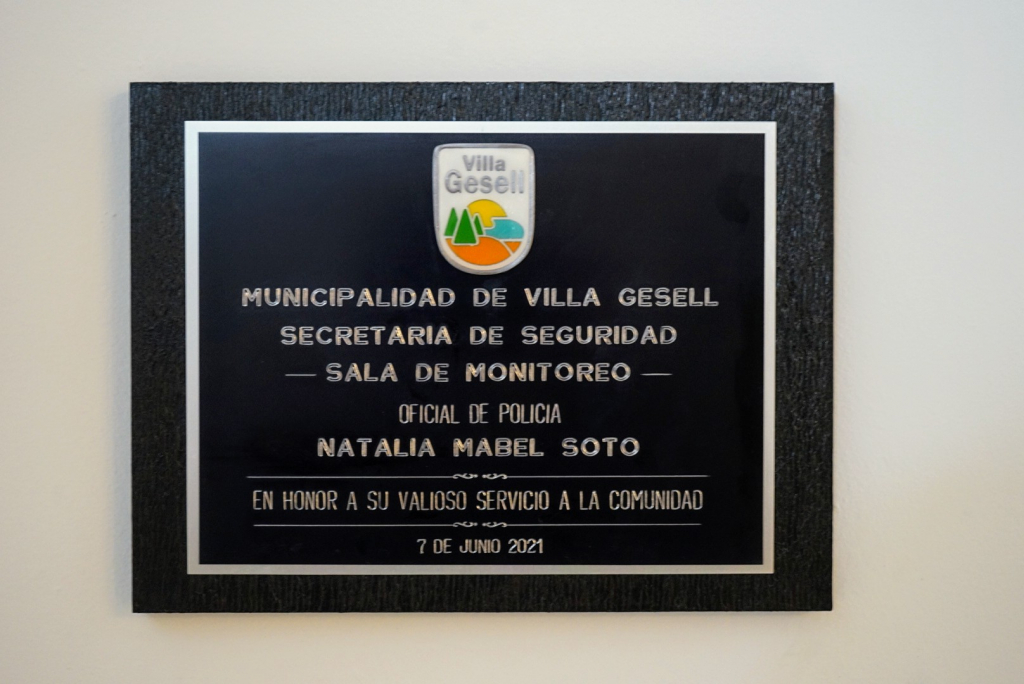 Villa
Gesell
MUNICIPALIDAD DE VILLA GESELL
SECRETARIA DE SEGURIDAD
— SALA DE MONITOREO —
OFICIAL DE POLICIA
NATALIA MABEL SOTO
EN HONOR A SU VALIOSO SERVICIO A LA COMUNIDAD
7 DE JUNIO 2021